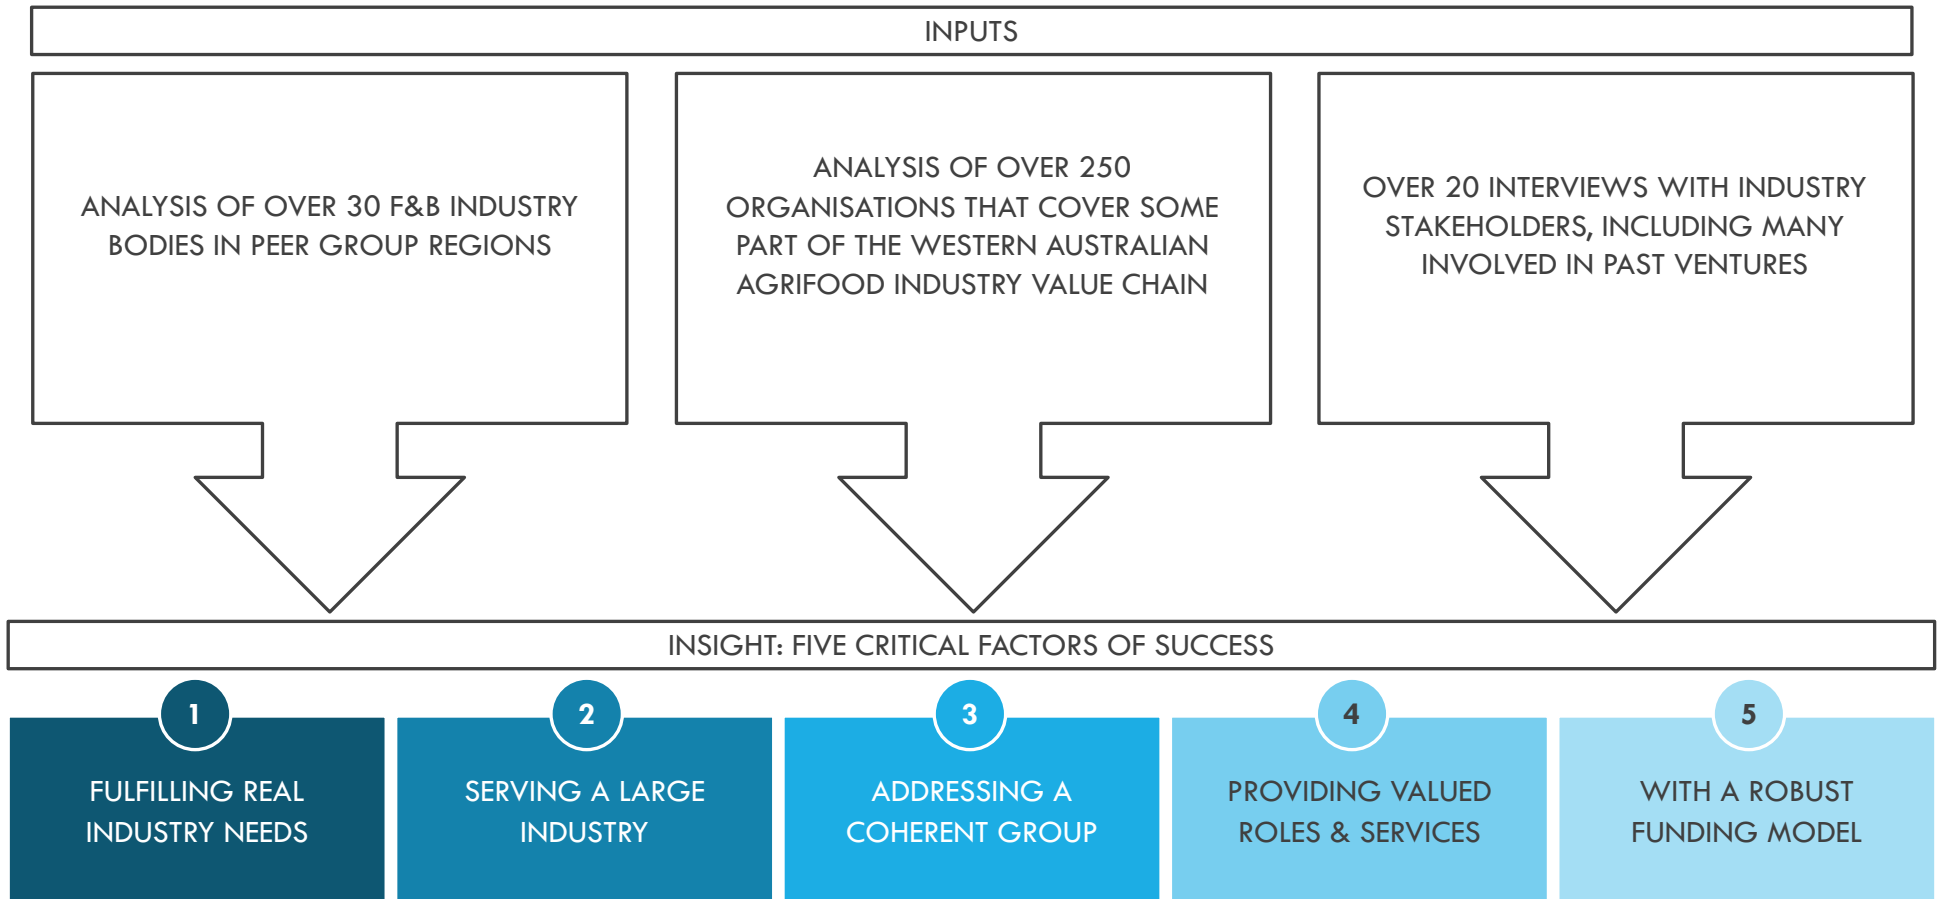 INPUTS
ANALYSIS OF OVER 30 F&B INDUSTRY
BODIES IN PEER GROUP REGIONS
ANALYSIS OF OVER 250
ORGANISATIONS THAT COVER SOME
PART OF THE WESTERN AUSTRALIAN
AGRIFOOD INDUSTRY VALUE CHAIN
OVER 20 INTERVIEWS WITH INDUSTRY
STAKEHOLDERS, INCLUDING MANY
INVOLVED IN PAST VENTURES
INSIGHT: FIVE CRITICAL FACTORS OF SUCCESS
1
FULFILLING REAL
INDUSTRY NEEDS
2
SERVING A LARGE
INDUSTRY
3
ADDRESSING A
COHERENT GROUP
4
PROVIDING VALUED
ROLES & SERVICES
5
WITH A ROBUST
FUNDING MODEL